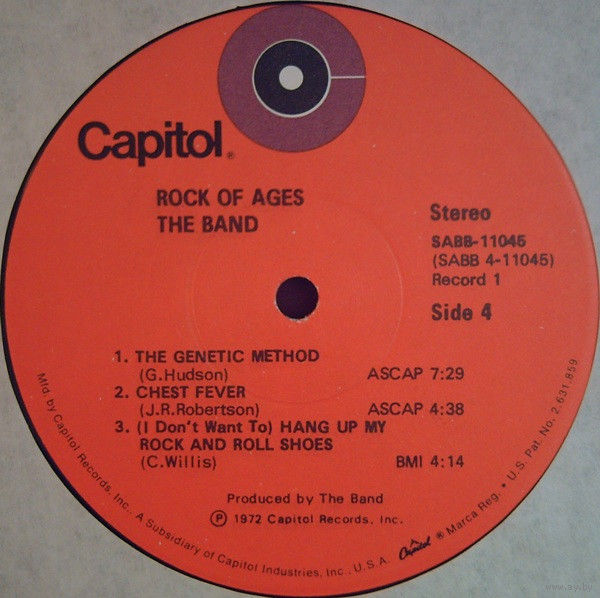 Capitol®
ROCK OF AGES
THE BAND
Stereo
SABB-11045
(SABB 4-11045)
Record 1
Side 4
1. THE GENETIC METHOD
(G.Hudson) ASCAP 7:29
2. CHEST FEVER
(J.R.Robertson) ASCAP 4:38
3. (I Don't Want To) HANG UP MY
ROCK AND ROLL SHOES
(C.Willis) BMI 4:14
Produced by The Band
Ⓟ 1972 Capitol Records, Inc.
Mfd. by Capitol Records, Inc., A Subsidiary of Capitol Industries, Inc., U.S.A. Capitol ® Marca Reg. • U.S. Pat. No. 2,631,859
www.ay.by